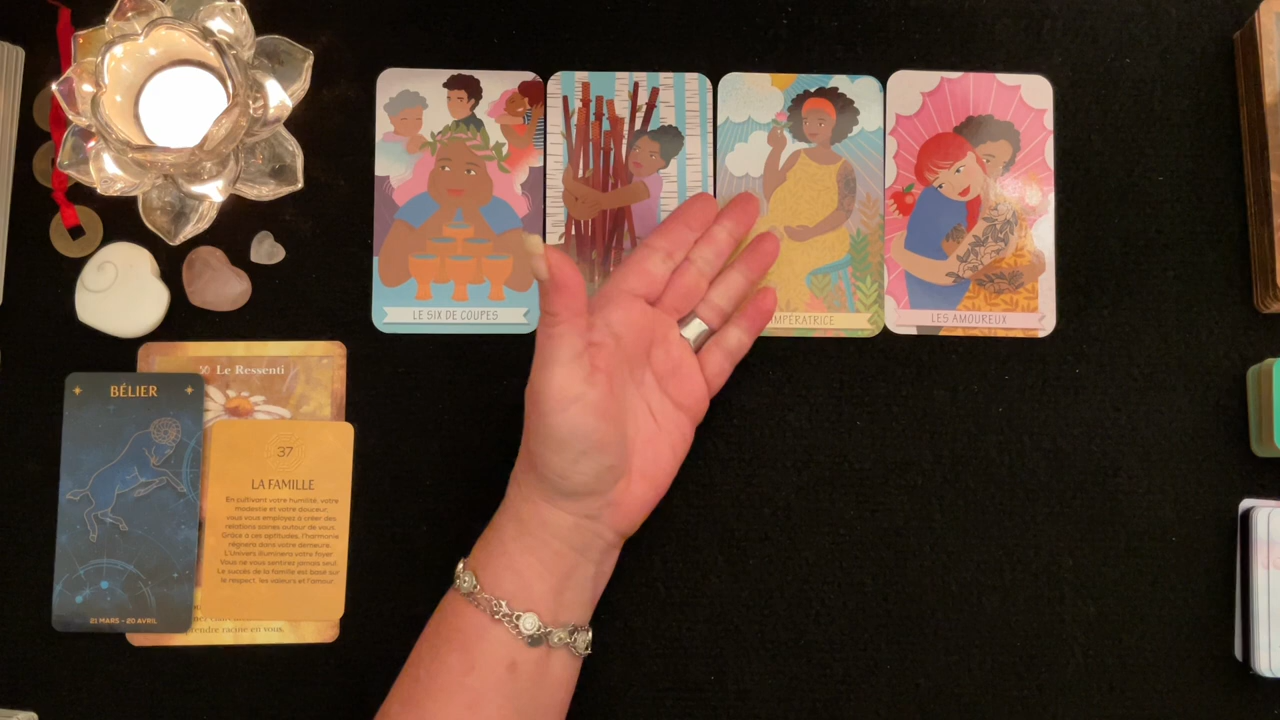 LE SIX DE COUPES
IMPÉRATRICE
LES AMOUREUX
50 Le Ressenti
BÉLIER
37
LA FAMILLE
En cultivant votre humilité, votre
modestie et votre douceur,
vous vous employez à créer des
relations saines autour de vous.
Grâce à ces aptitudes, l'harmonie
règnera dans votre demeure.
L'Univers illuminera votre foyer
Vous ne vous sentirez jamais seul.
Le succès de la famille est basé sur
le respect, les valeurs et l'amour.
21 MARS - 20 AVRIL
prendre racine en vous.